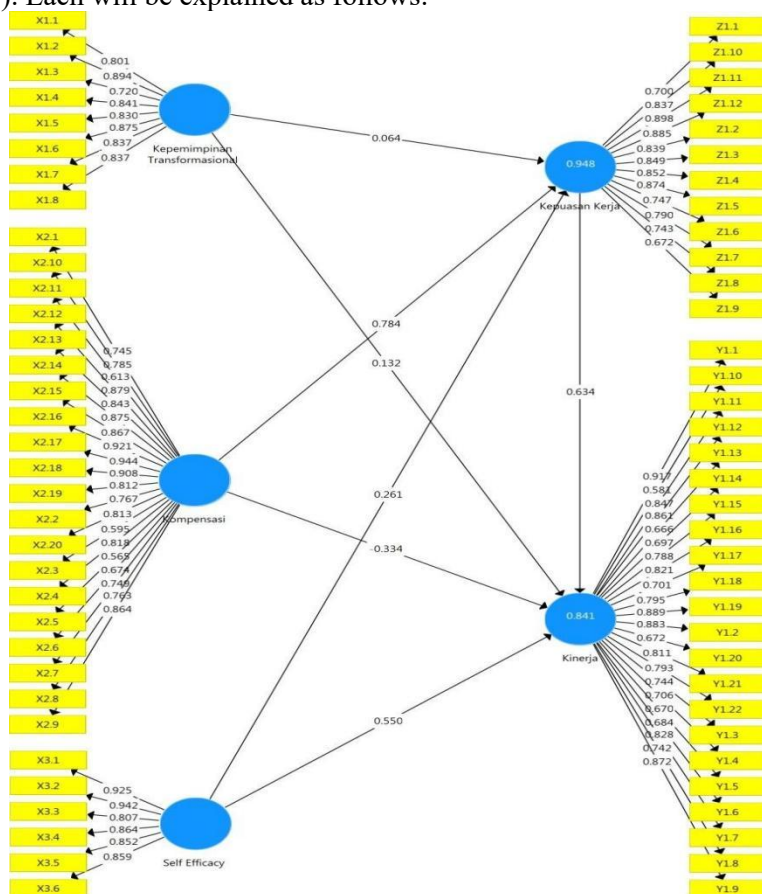 ). Each will be explained as follows:
X1.1
X1.2
X1.3
X1.4
X1.5
X1.6
X1.7
X1.8
0.801
0.894
0.720
0.841
0.830
0.875
0.837
0.837
Kepemimpinan
Transformasional
X2.1
X2.10
X2.11
X2.12
X2.13
X2.14
X2.15
X2.16
X2.17
X2.18
X2.19
X2.2
X2.20
X2.3
X2.4
X2.5
X2.6
X2.7
X2.8
X2.9
0.745
0.785
0.613
0.879
0.843
0.875
0.867
0.921
0.944
0.908
0.812
0.767
0.813
0.595
0.818
0.565
0.674
0.749
0.763
0.864
Kompensasi
X3.1
X3.2
X3.3
X3.4
X3.5
X3.6
0.925
0.942
0.807
0.864
0.852
0.859
Self Efficacy
0.064
0.784
0.132
0.261
-0.334
0.550
0.634
0.948
Kepuasan Kerja
0.700
0.837
0.898
0.885
0.839
0.849
0.852
0.874
0.747
0.790
0.743
0.672
Z1.1
Z1.10
Z1.11
Z1.12
Z1.2
Z1.3
Z1.4
Z1.5
Z1.6
Z1.7
Z1.8
Z1.9
0.841
Kinerja
0.917
0.581
0.847
0.861
0.666
0.697
0.788
0.821
0.701
0.795
0.889
0.883
0.672
0.811
0.793
0.744
0.706
0.670
0.684
0.828
0.742
0.872
Y1.1
Y1.10
Y1.11
Y1.12
Y1.13
Y1.14
Y1.15
Y1.16
Y1.17
Y1.18
Y1.19
Y1.2
Y1.20
Y1.21
Y1.22
Y1.3
Y1.4
Y1.5
Y1.6
Y1.7
Y1.8
Y1.9